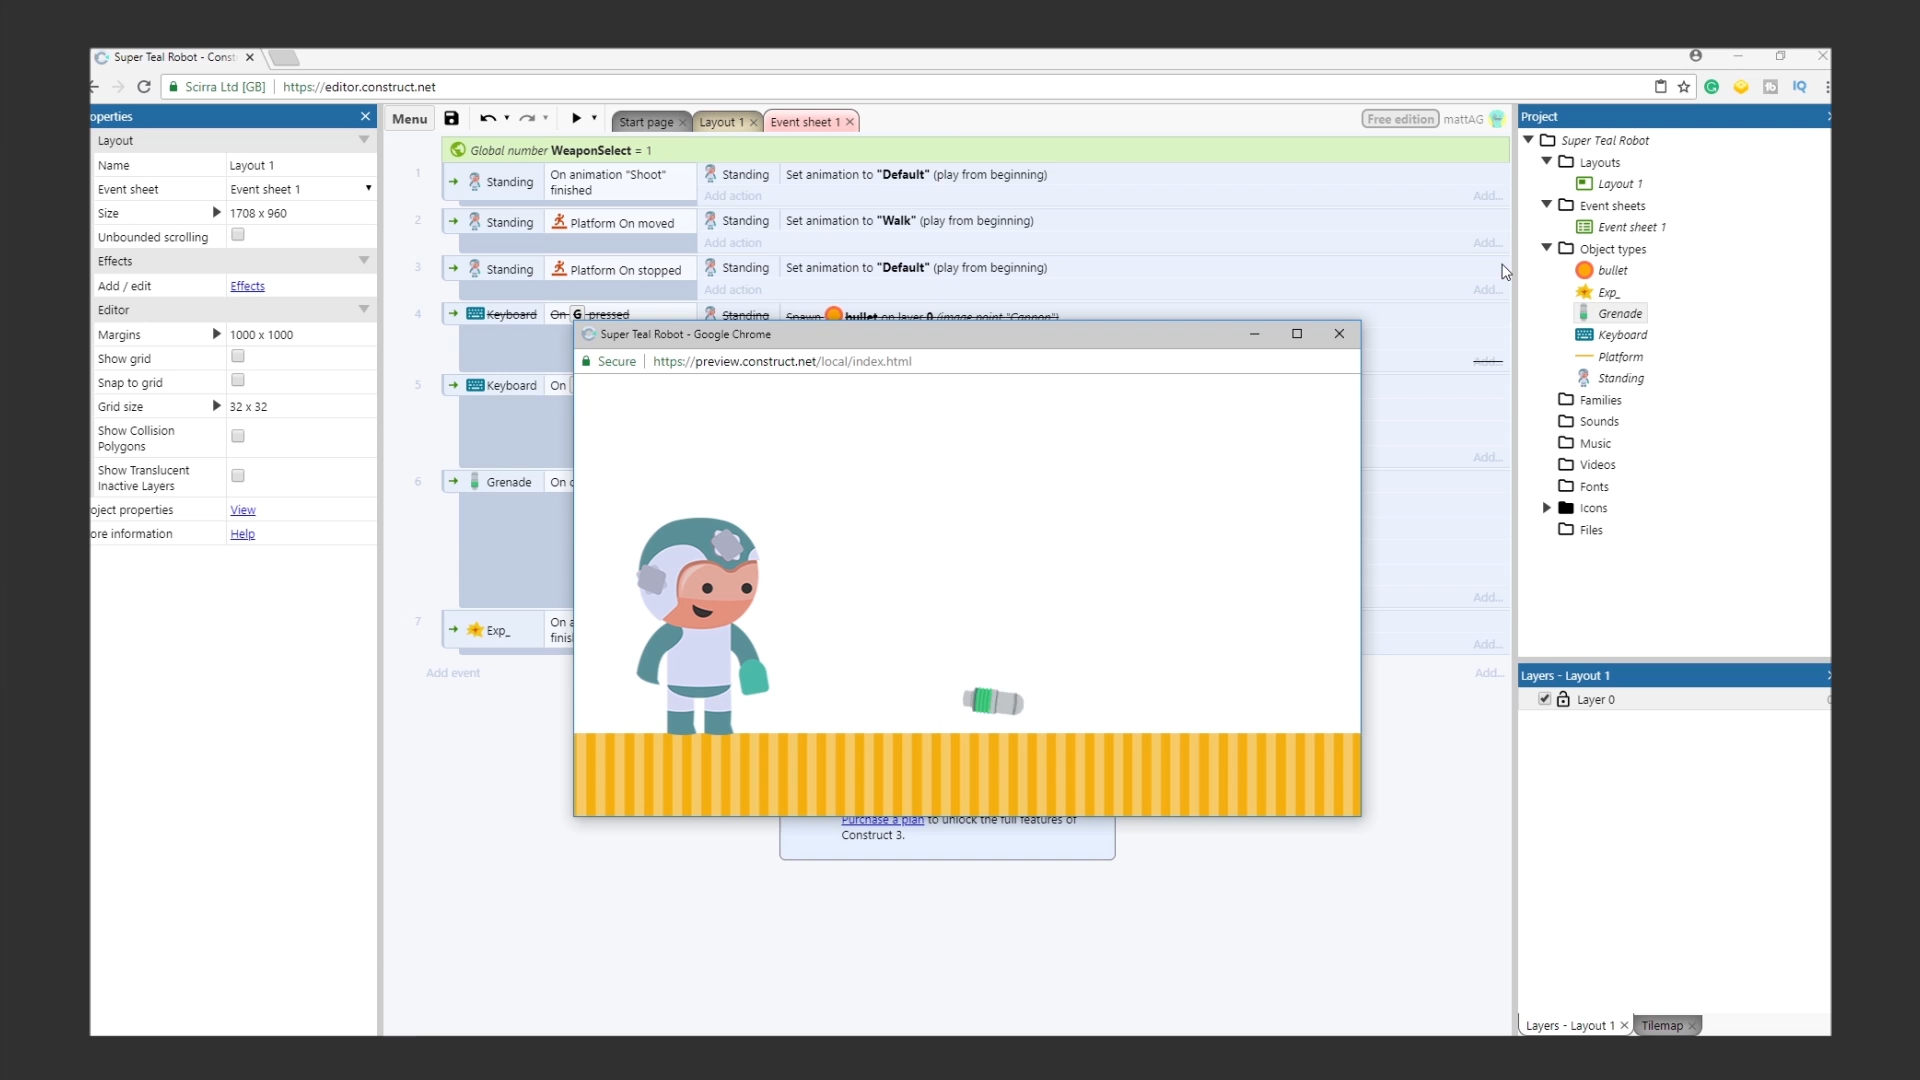 Super Teal Robot - Const
Scirra Ltd [GB] https://editor.construct.net
IQ
operties
Layout
Name Layout 1
Event sheet Event sheet 1
Size 1708 x 960
Unbounded scrolling
Effects
Add / edit Effects
Editor
Margins 1000 x 1000
Show grid
Snap to grid
Grid size 32 x 32
Show Collision
Polygons
Show Translucent
Inactive Layers
oject properties View
ore information Help
Menu Start page Layout 1 Event sheet 1 Free edition mattAG
Global number WeaponSelect = 1
1 Standing On animation "Shoot" finished Standing Set animation to "Default" (play from beginning)
Add action Add...
2 Standing Platform On moved Standing Set animation to "Walk" (play from beginning)
Add action Add...
3 Standing Platform On stopped Standing Set animation to "Default" (play from beginning)
Add action Add...
4 Keyboard On G pressed Standing Spawn bullet on layer 0 (image point "Cannon")
Add...
5 Keyboard On
Add...
6 Grenade On c
Add...
7 Exp_ On a
finis
Add...
Add event Add...
Super Teal Robot - Google Chrome
Secure https://preview.construct.net/local/index.html
Purchase a plan to unlock the full features of
Construct 3.
Project
Super Teal Robot
Layouts
Layout 1
Event sheets
Event sheet 1
Object types
bullet
Exp_
Grenade
Keyboard
Platform
Standing
Families
Sounds
Music
Videos
Fonts
Icons
Files
Layers - Layout 1
Layer 0
Layers - Layout 1 Tilemap